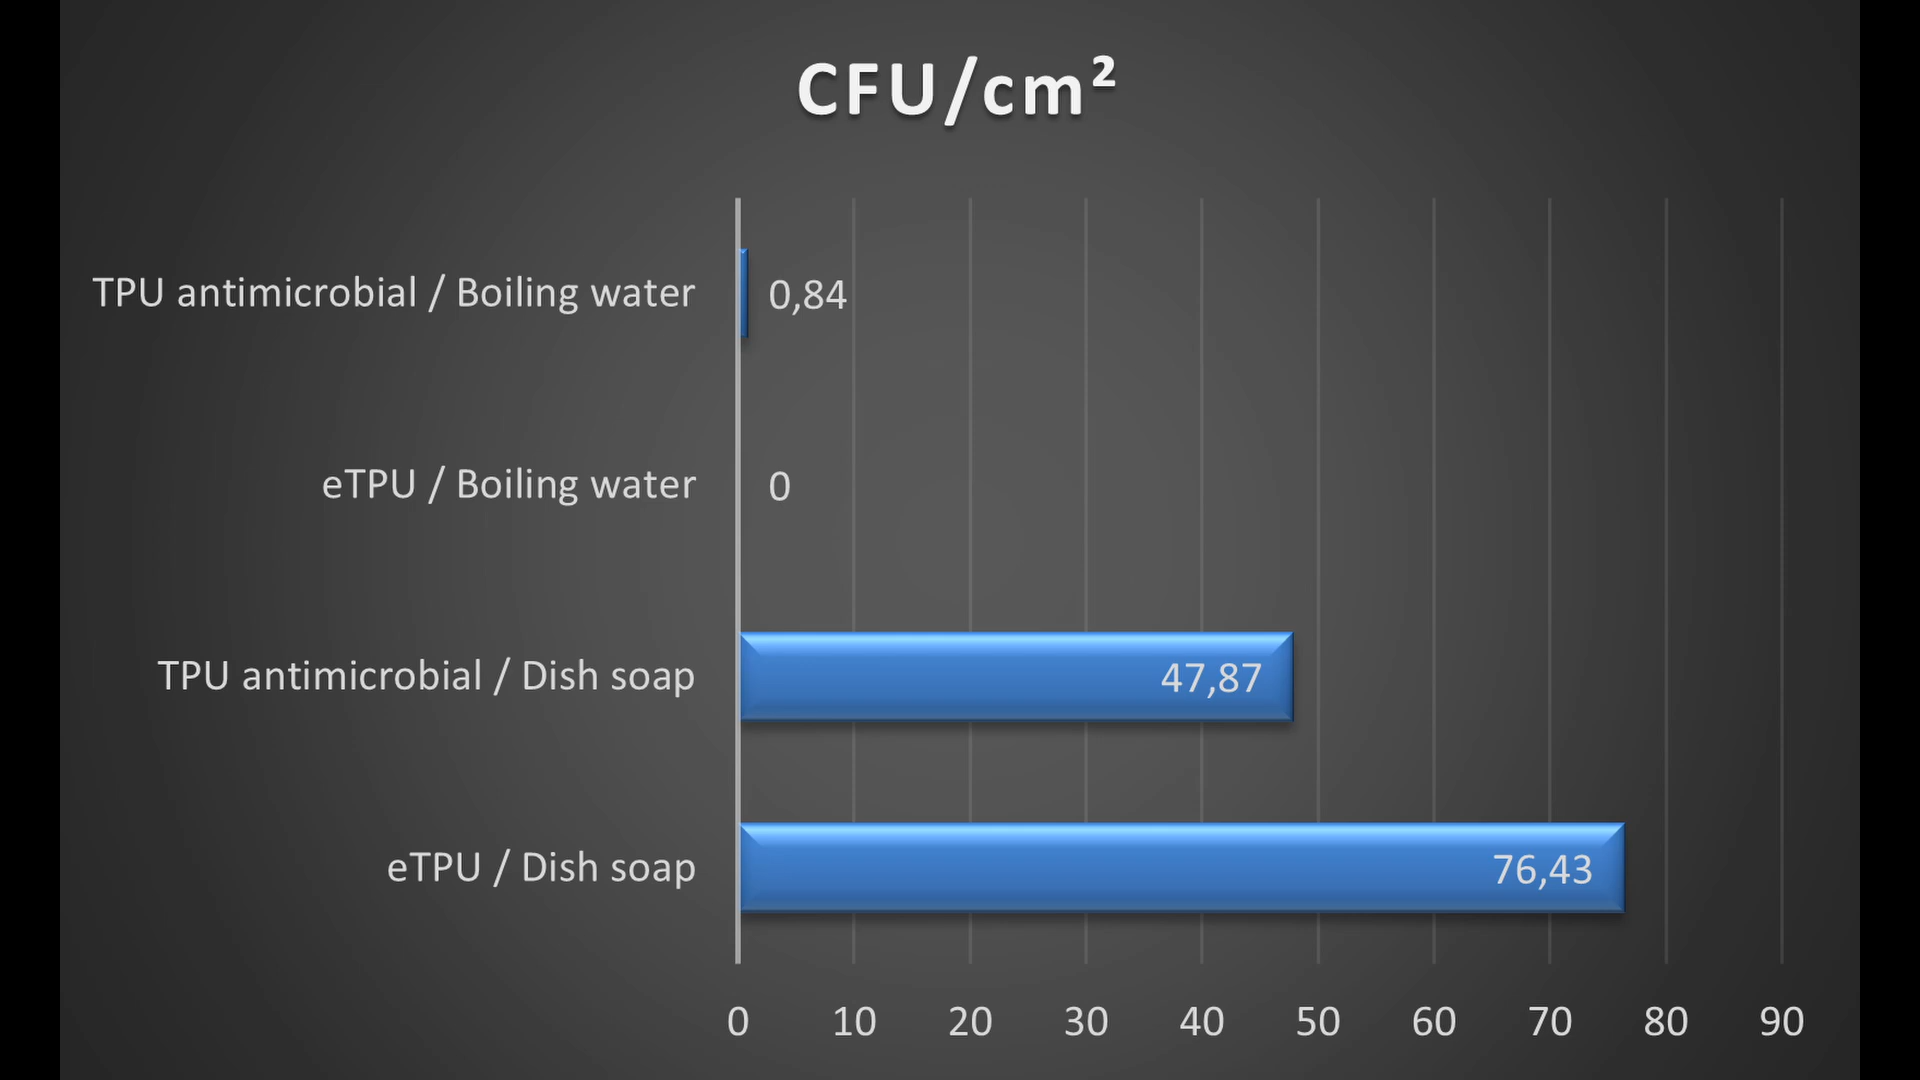 CFU/cm²
TPU antimicrobial / Boiling water
0,84
eTPU / Boiling water
0
TPU antimicrobial / Dish soap
47,87
eTPU / Dish soap
76,43
0 10 20 30 40 50 60 70 80 90